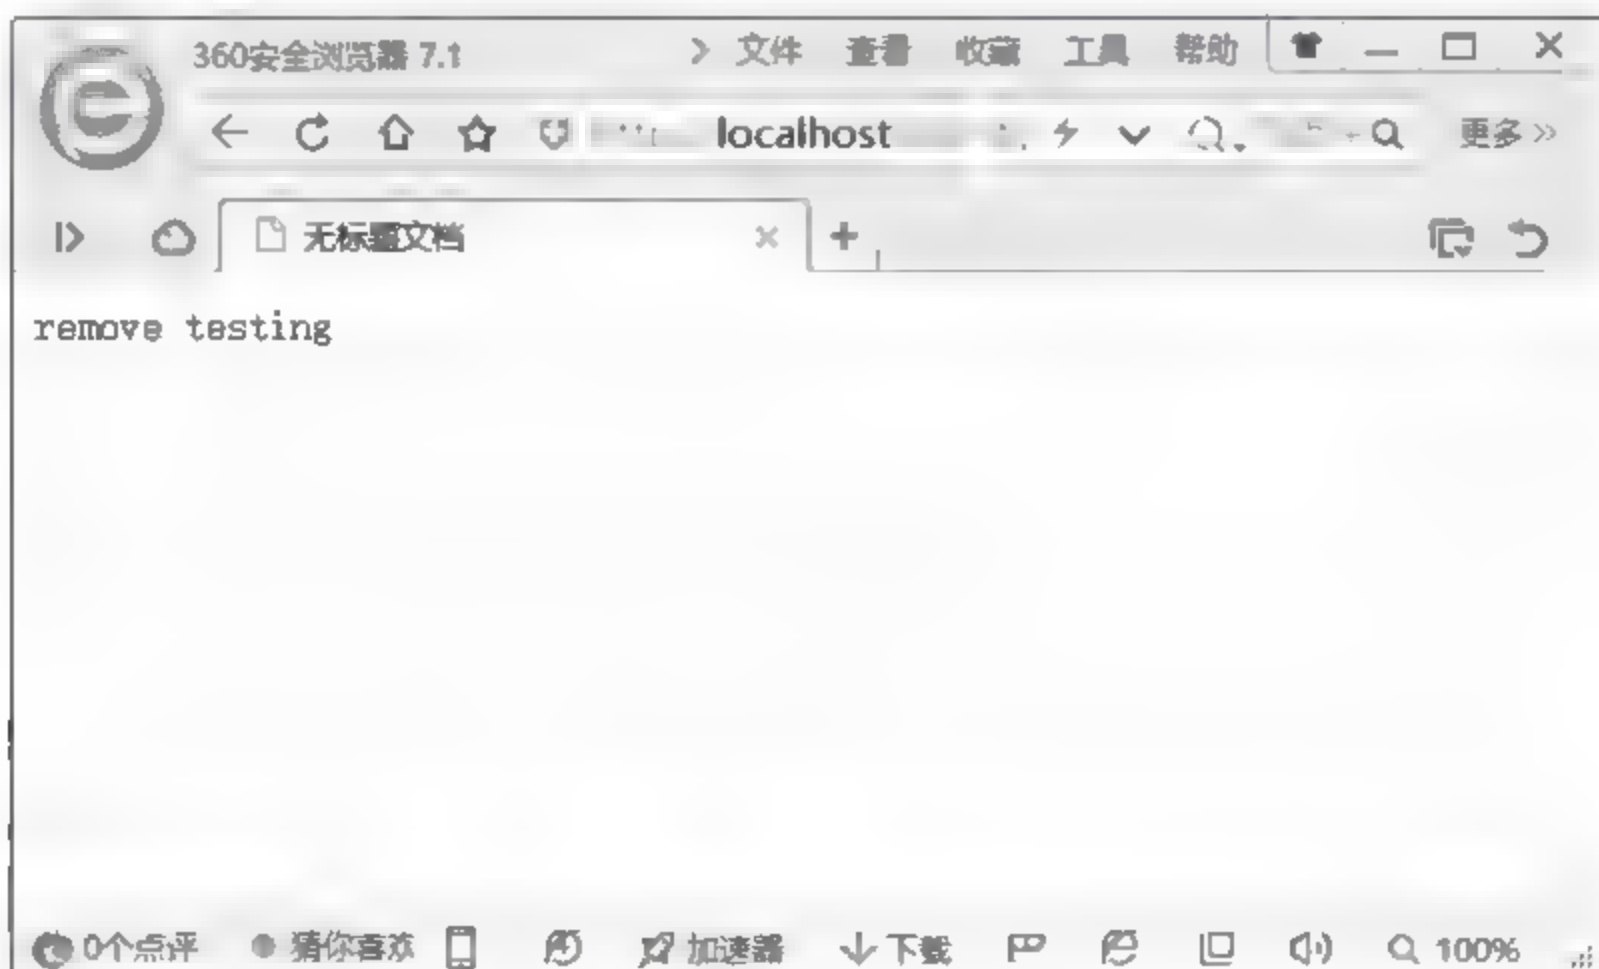 360安全浏览器 7.1 文件 查看 收藏 工具 帮助
localhost 更多
无标题文档
remove testing
0个点评 猜你喜欢 加速器 下载 100%